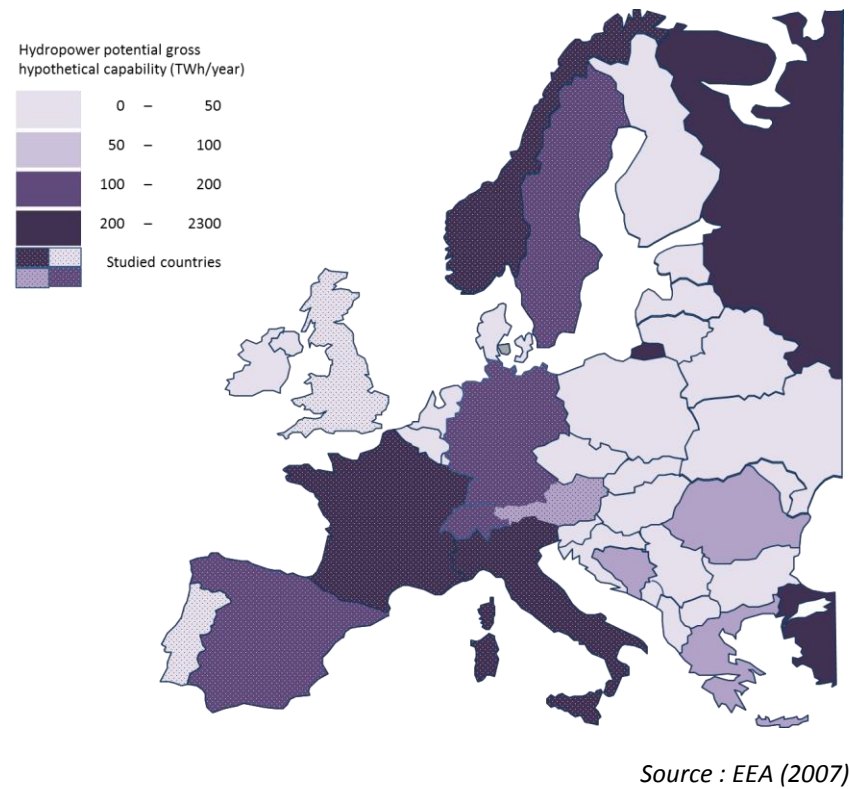 Hydropower potential gross
hypothetical capability (TWh/year)
0 – 50
50 – 100
100 – 200
200 – 2300
Studied countries
Source : EEA (2007)